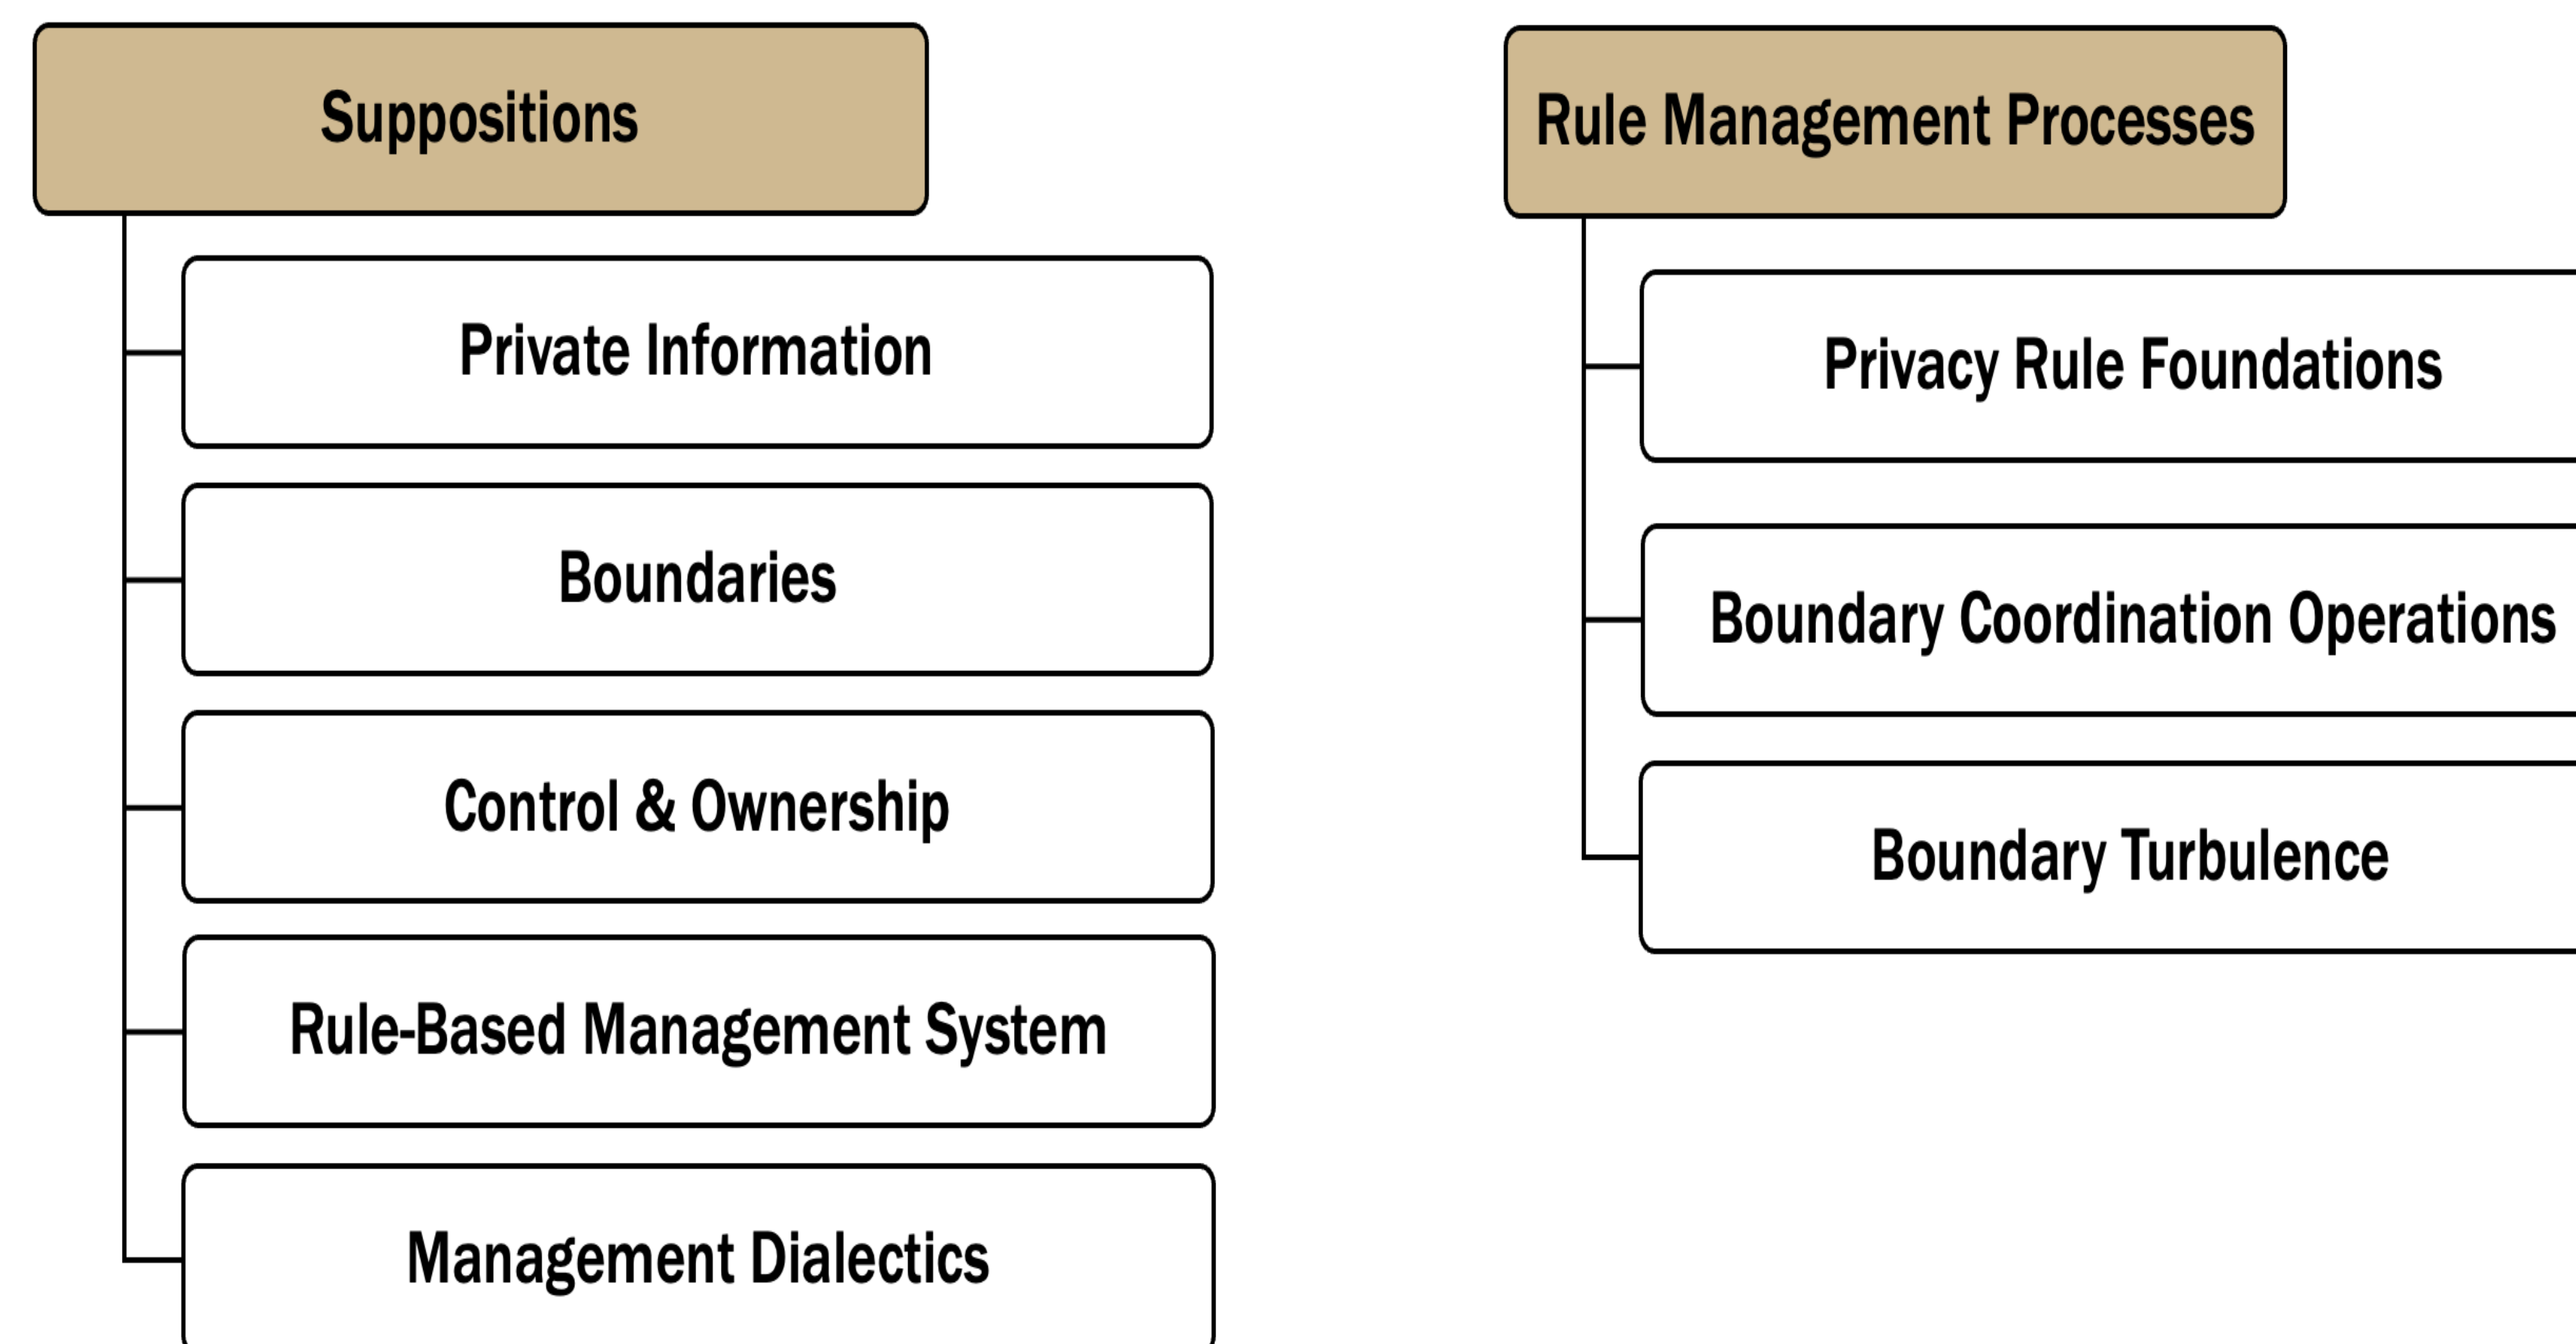 Suppositions
Private Information
Boundaries
Control & Ownership
Rule-Based Management System
Management Dialectics
Rule Management Processes
Privacy Rule Foundations
Boundary Coordination Operations
Boundary Turbulence